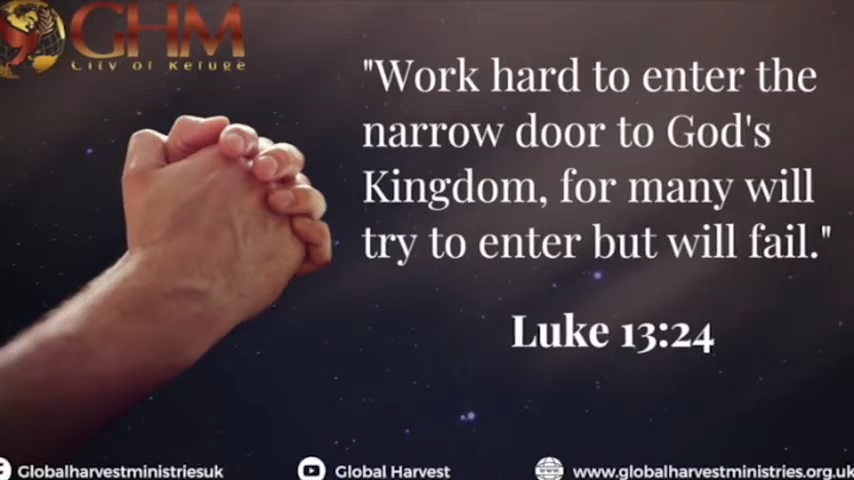 GHM
City of Refuge
"Work hard to enter the
narrow door to God's
Kingdom, for many will
try to enter but will fail."
Luke 13:24
Globalharvestministriesuk
Global Harvest
www.globalharvestministries.org.uk